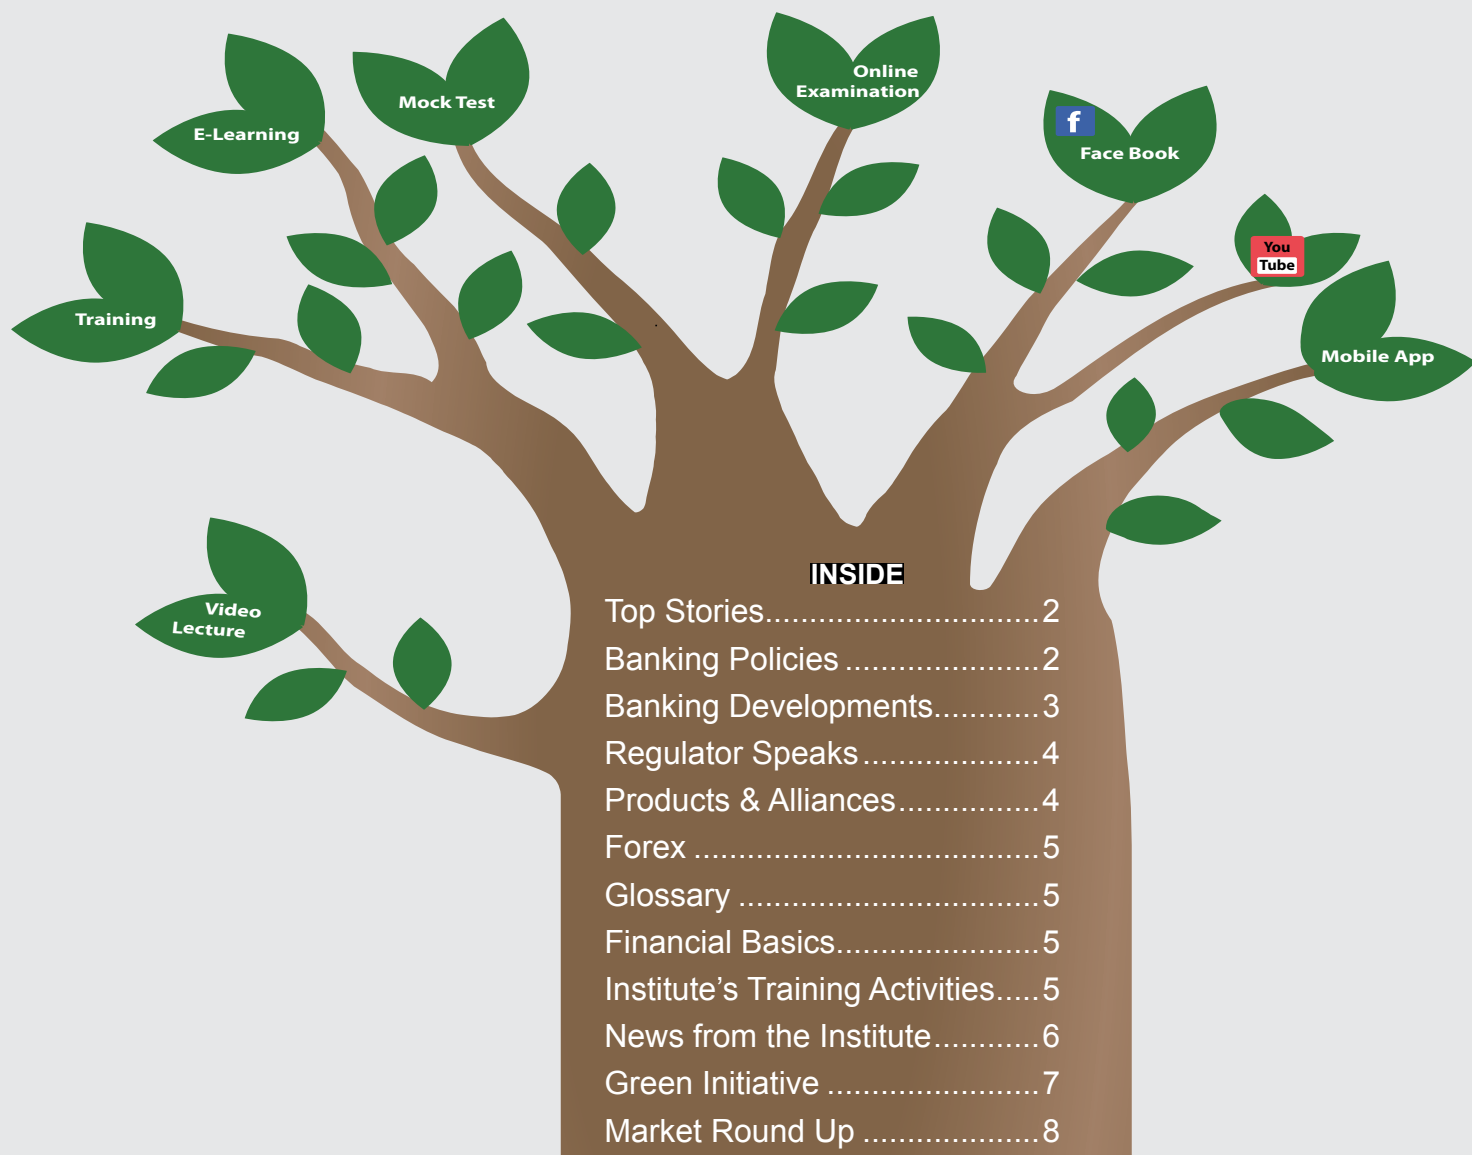 Online
Examination
Mock Test
E-Learning
f
Face Book
You
Tube
Training
Mobile App
Video
Lecture
INSIDE
Top Stories...............................2
Banking Policies ......................2
Banking Developments............3
Regulator Speaks ....................4
Products & Alliances................4
Forex .......................................5
Glossary ..................................5
Financial Basics.......................5
Institute’s Training Activities.....5
News from the Institute............6
Green Initiative ........................7
Market Round Up ....................8